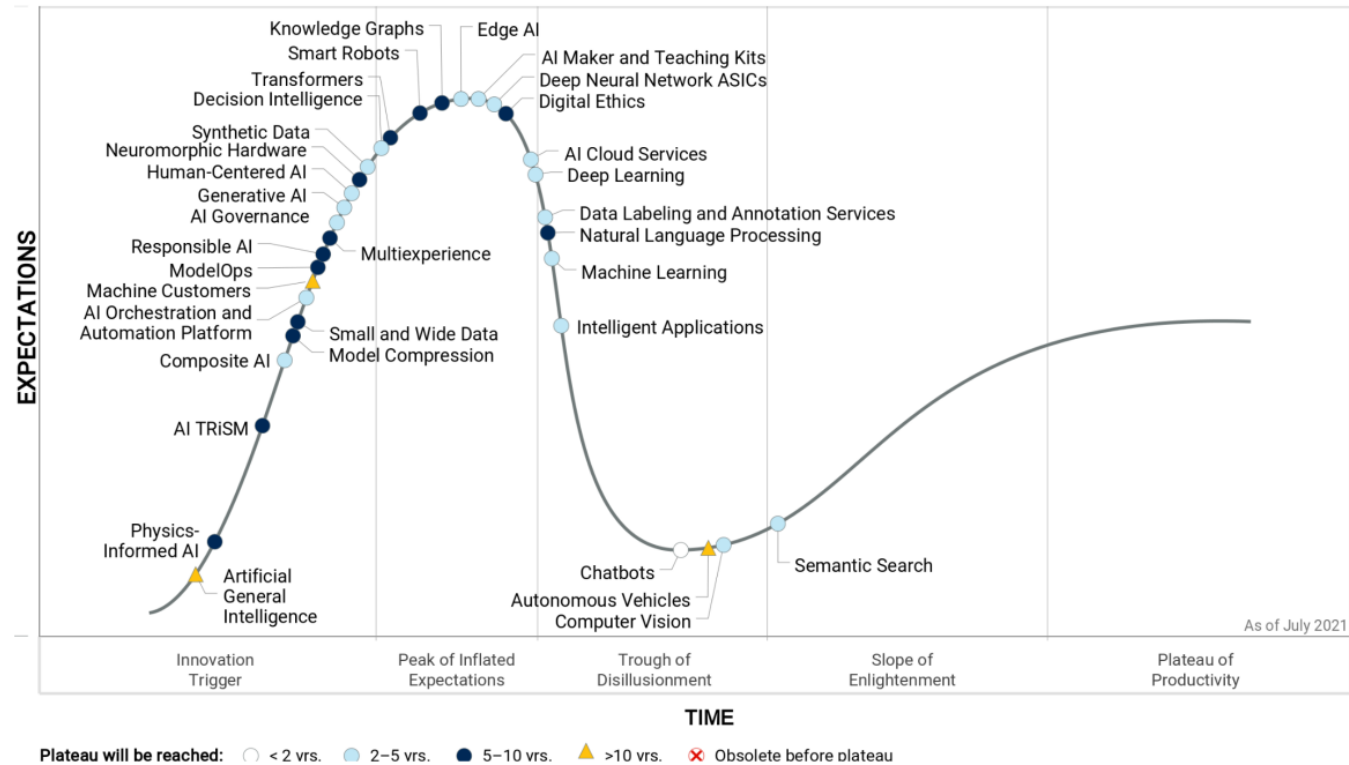 Knowledge Graphs
Edge AI
Smart Robots
AI Maker and Teaching Kits
Transformers
Deep Neural Network ASICs
Decision Intelligence
Digital Ethics
Synthetic Data
Neuromorphic Hardware
AI Cloud Services
Human-Centered AI
Deep Learning
Generative AI
AI Governance
Data Labeling and Annotation Services
Natural Language Processing
Responsible AI
Multiexperience
ModelOps
Machine Learning
Machine Customers
AI Orchestration and
Automation Platform
Intelligent Applications
Small and Wide Data
Model Compression
Composite AI
AI TRiSM
Physics-
Informed AI
Artificial
General
Intelligence
Chatbots
Autonomous Vehicles
Computer Vision
Semantic Search
EXPECTATIONS
As of July 2021
Innovation
Trigger
Peak of Inflated
Expectations
Trough of
Disillusionment
Slope of
Enlightenment
Plateau of
Productivity
TIME
Plateau will be reached: < 2 yrs. 2–5 yrs. 5–10 yrs. >10 yrs. Obsolete before plateau